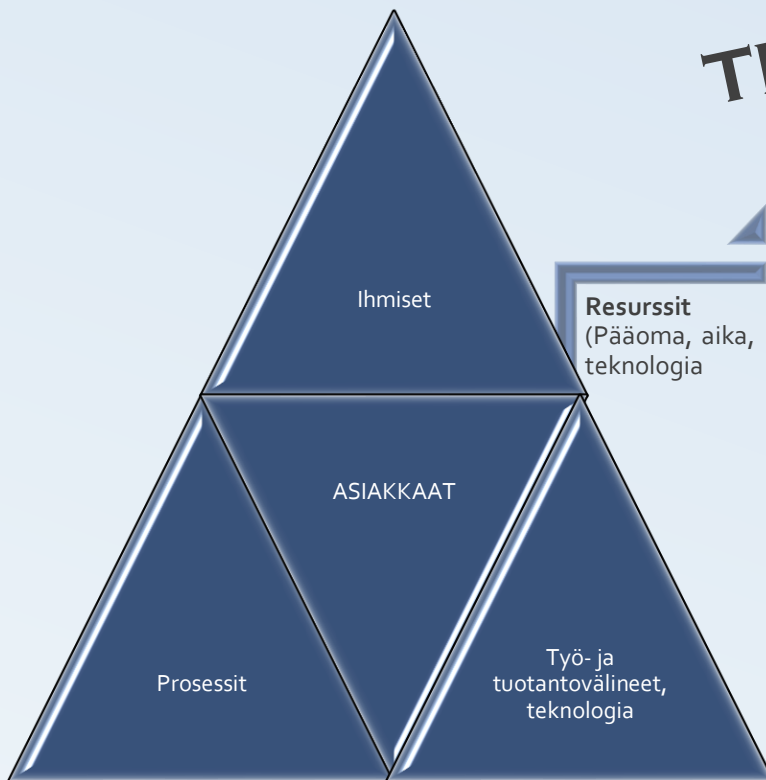 Ihmiset
Resurssit
(Pääoma, aika,
teknologia
ASIAKKAAT
Prosessit
Työ- ja
tuotantovälineet,
teknologia